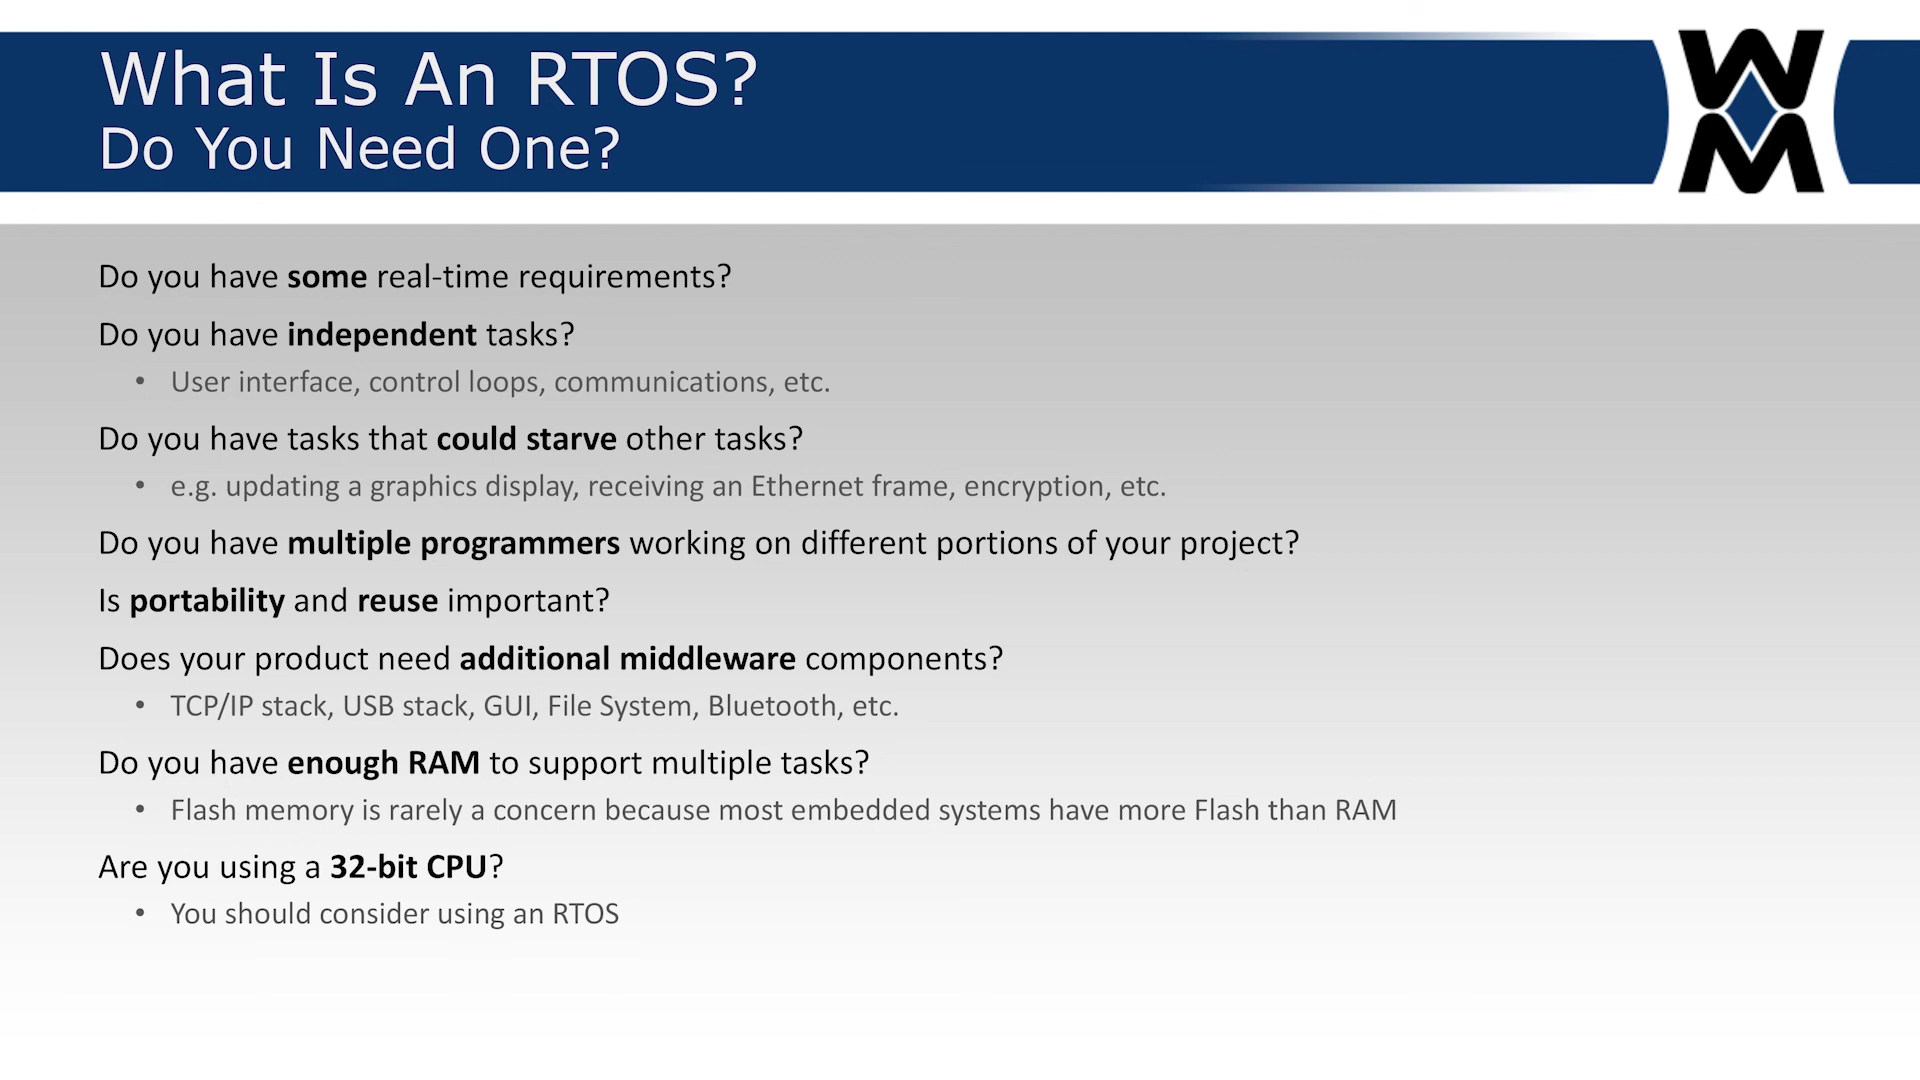 What Is An RTOS?
Do You Need One?
WM
Do you have some real-time requirements?
Do you have independent tasks?
• User interface, control loops, communications, etc.
Do you have tasks that could starve other tasks?
• e.g. updating a graphics display, receiving an Ethernet frame, encryption, etc.
Do you have multiple programmers working on different portions of your project?
Is portability and reuse important?
Does your product need additional middleware components?
• TCP/IP stack, USB stack, GUI, File System, Bluetooth, etc.
Do you have enough RAM to support multiple tasks?
• Flash memory is rarely a concern because most embedded systems have more Flash than RAM
Are you using a 32-bit CPU?
• You should consider using an RTOS